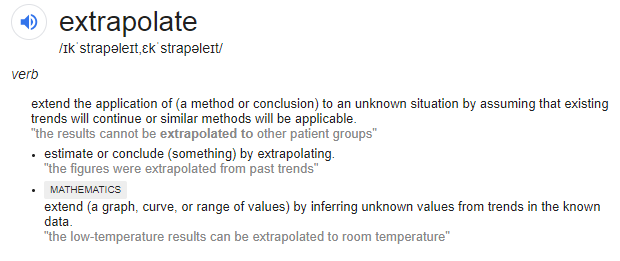 extrapolate
/ɪkˈstrapəleɪt,ɛkˈstrapəleɪt/
verb
extend the application of (a method or conclusion) to an unknown situation by assuming that existing
trends will continue or similar methods will be applicable.
"the results cannot be extrapolated to other patient groups"
• estimate or conclude (something) by extrapolating.
"the figures were extrapolated from past trends"
• MATHEMATICS
extend (a graph, curve, or range of values) by inferring unknown values from trends in the known
data.
"the low-temperature results can be extrapolated to room temperature"